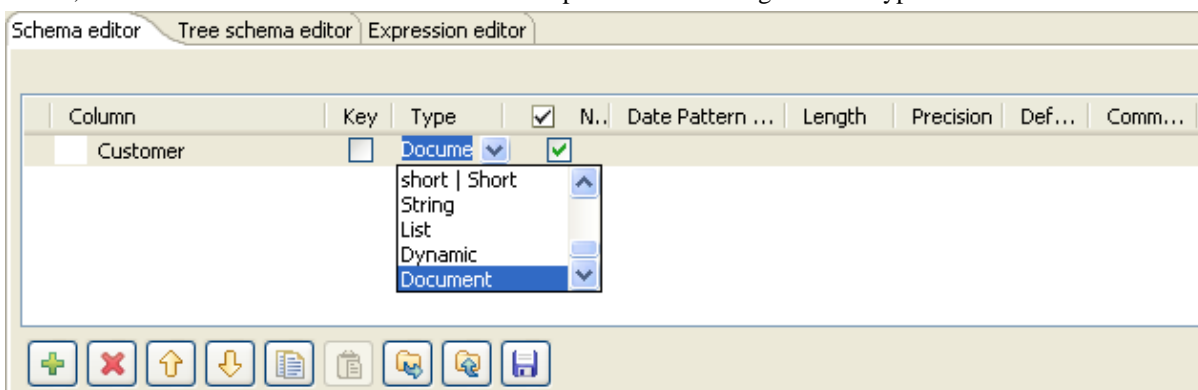 Schema editor Tree schema editor Expression editor
Column Key Type N.. Date Pattern ... Length Precision Def... Comm...
Customer Docume
short | Short
String
List
Dynamic
Document